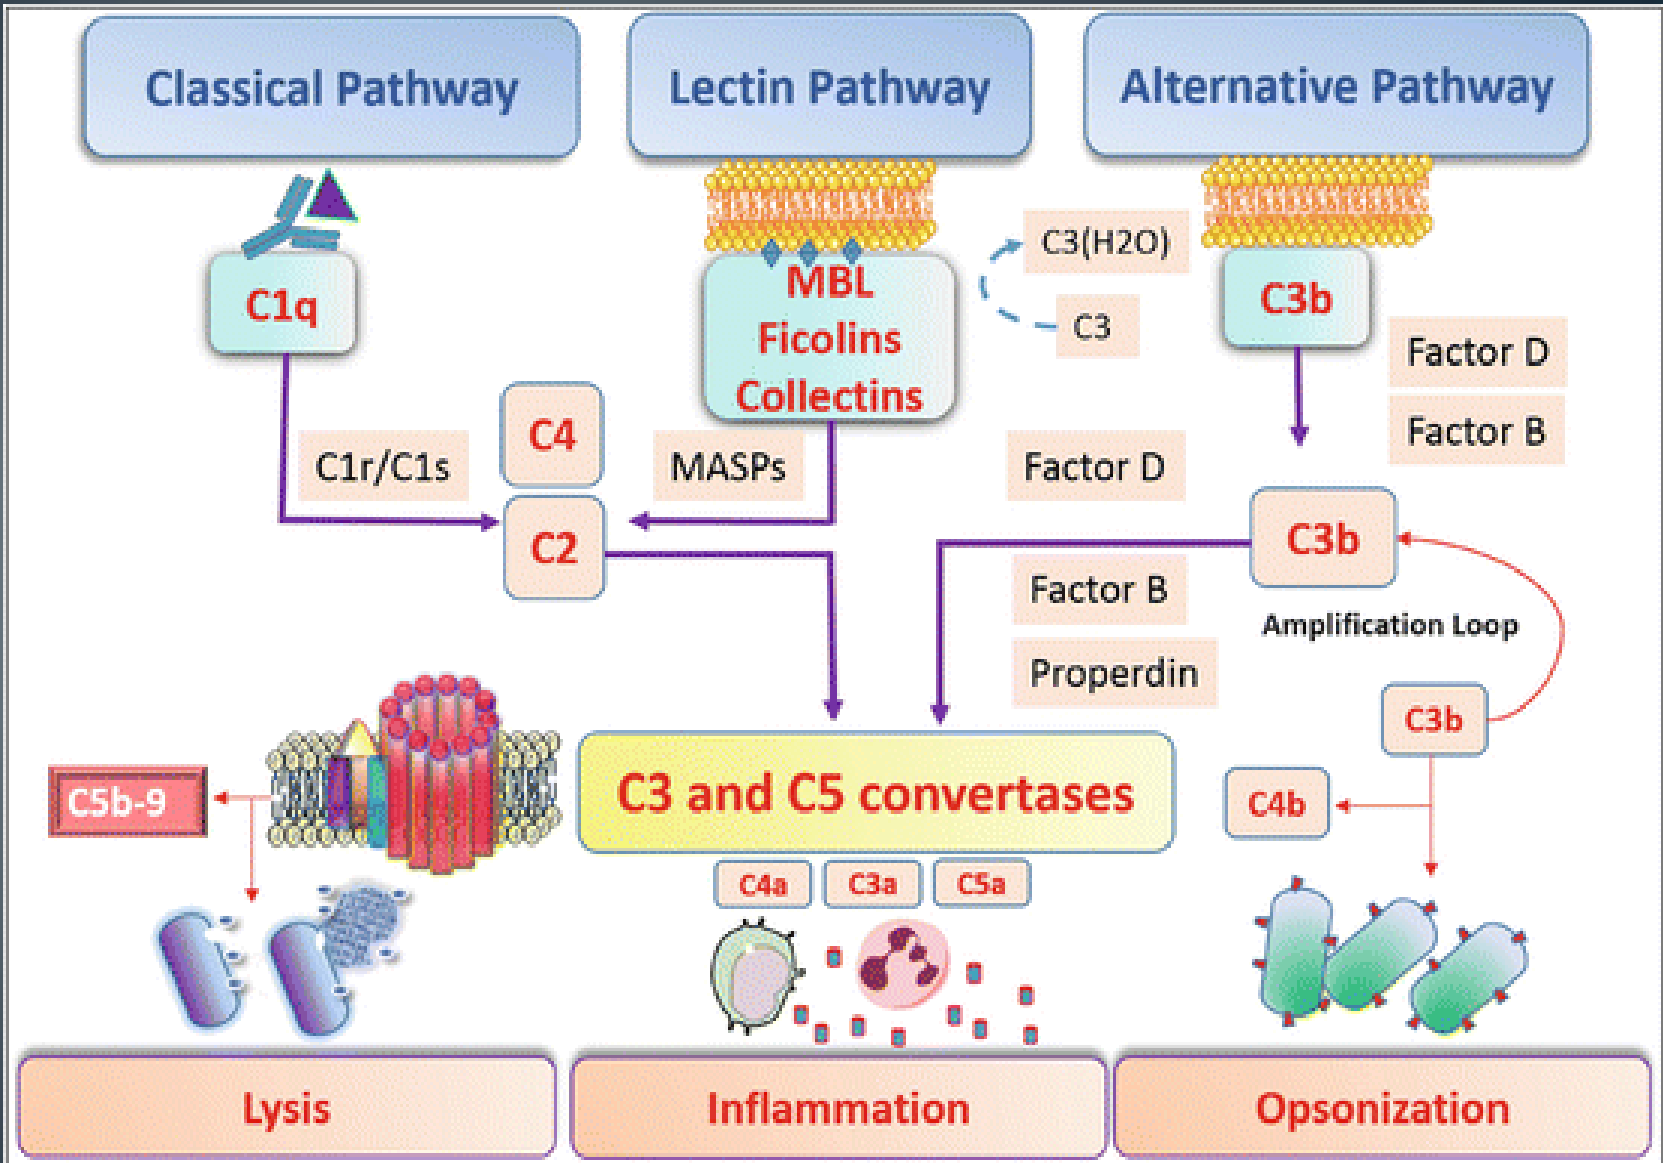 Classical Pathway
Lectin Pathway
Alternative Pathway
C1q
MBL
Ficolins
Collectins
C3(H2O)
C3
C3b
Factor D
Factor B
C4
C1r/C1s
MASPs
Factor D
C2
C3b
Factor B
Amplification Loop
Properdin
C3b
C5b-9
C3 and C5 convertases
C4b
C4a
C3a
C5a
Lysis
Inflammation
Opsonization